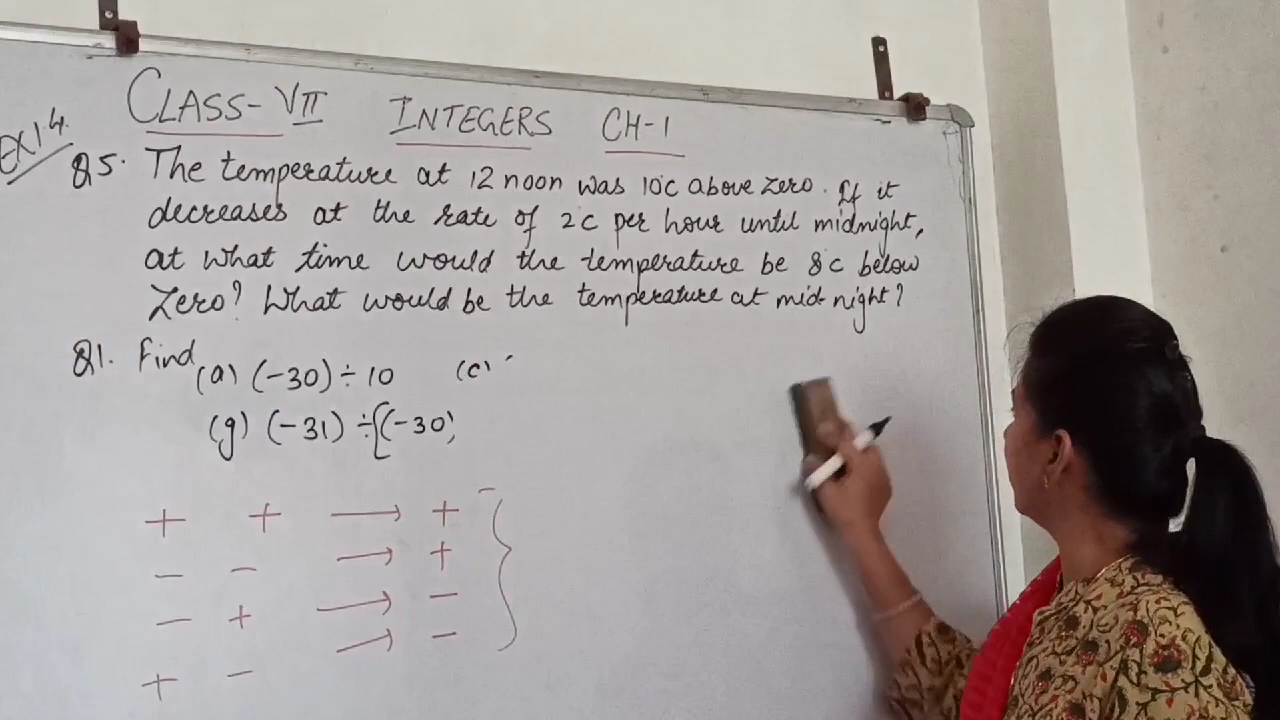 CLASS-VII INTEGERS CH-1
EX 1.4.
Q5. The temperature at 12 noon was 10°c above zero. If it
decreases at the rate of 2°c per hour until midnight,
at what time would the temperature be 8°c below
Zero? What would be the temperature at mid-night?
Q1. Find
(a) (-30) ÷ 10 (c)
(g) (-31) ÷ [(-30)
+ + → +
- - → +
- + → -
+ - → -